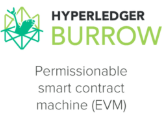 HYPERLEDGER
BURROW
Permissionable
smart contract
machine (EVM)